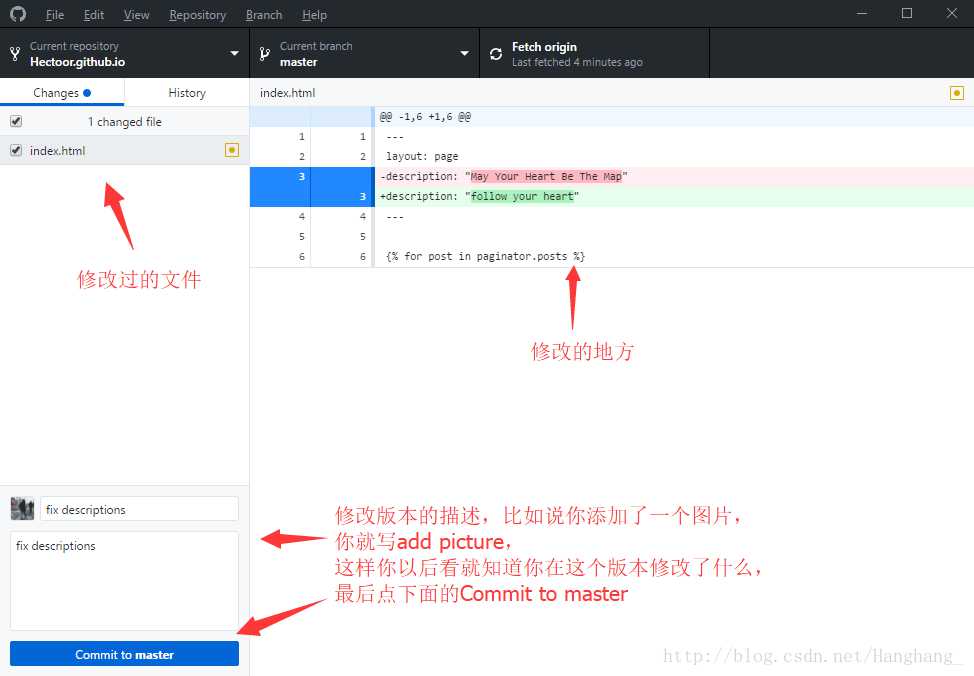 File Edit View Repository Branch Help
Current repository
Hectoor.github.io
Current branch
master
Fetch origin
Last fetched 4 minutes ago
Changes
History
index.html
1 changed file
index.html
@@ -1,6 +1,6 @@
1 1 ---
2 2 layout: page
3 -description: "May Your Heart Be The Map"
3 +description: "follow your heart"
4 4 ---
5 5
6 6 {% for post in paginator.posts %}
修改过的文件
修改的地方
fix descriptions
fix descriptions
修改版本的描述，比如说你添加了一个图片，
你就写add picture，
这样你以后看就知道你在这个版本修改了什么，
最后点下面的Commit to master
Commit to master
http://blog.csdn.net/Hanghang_